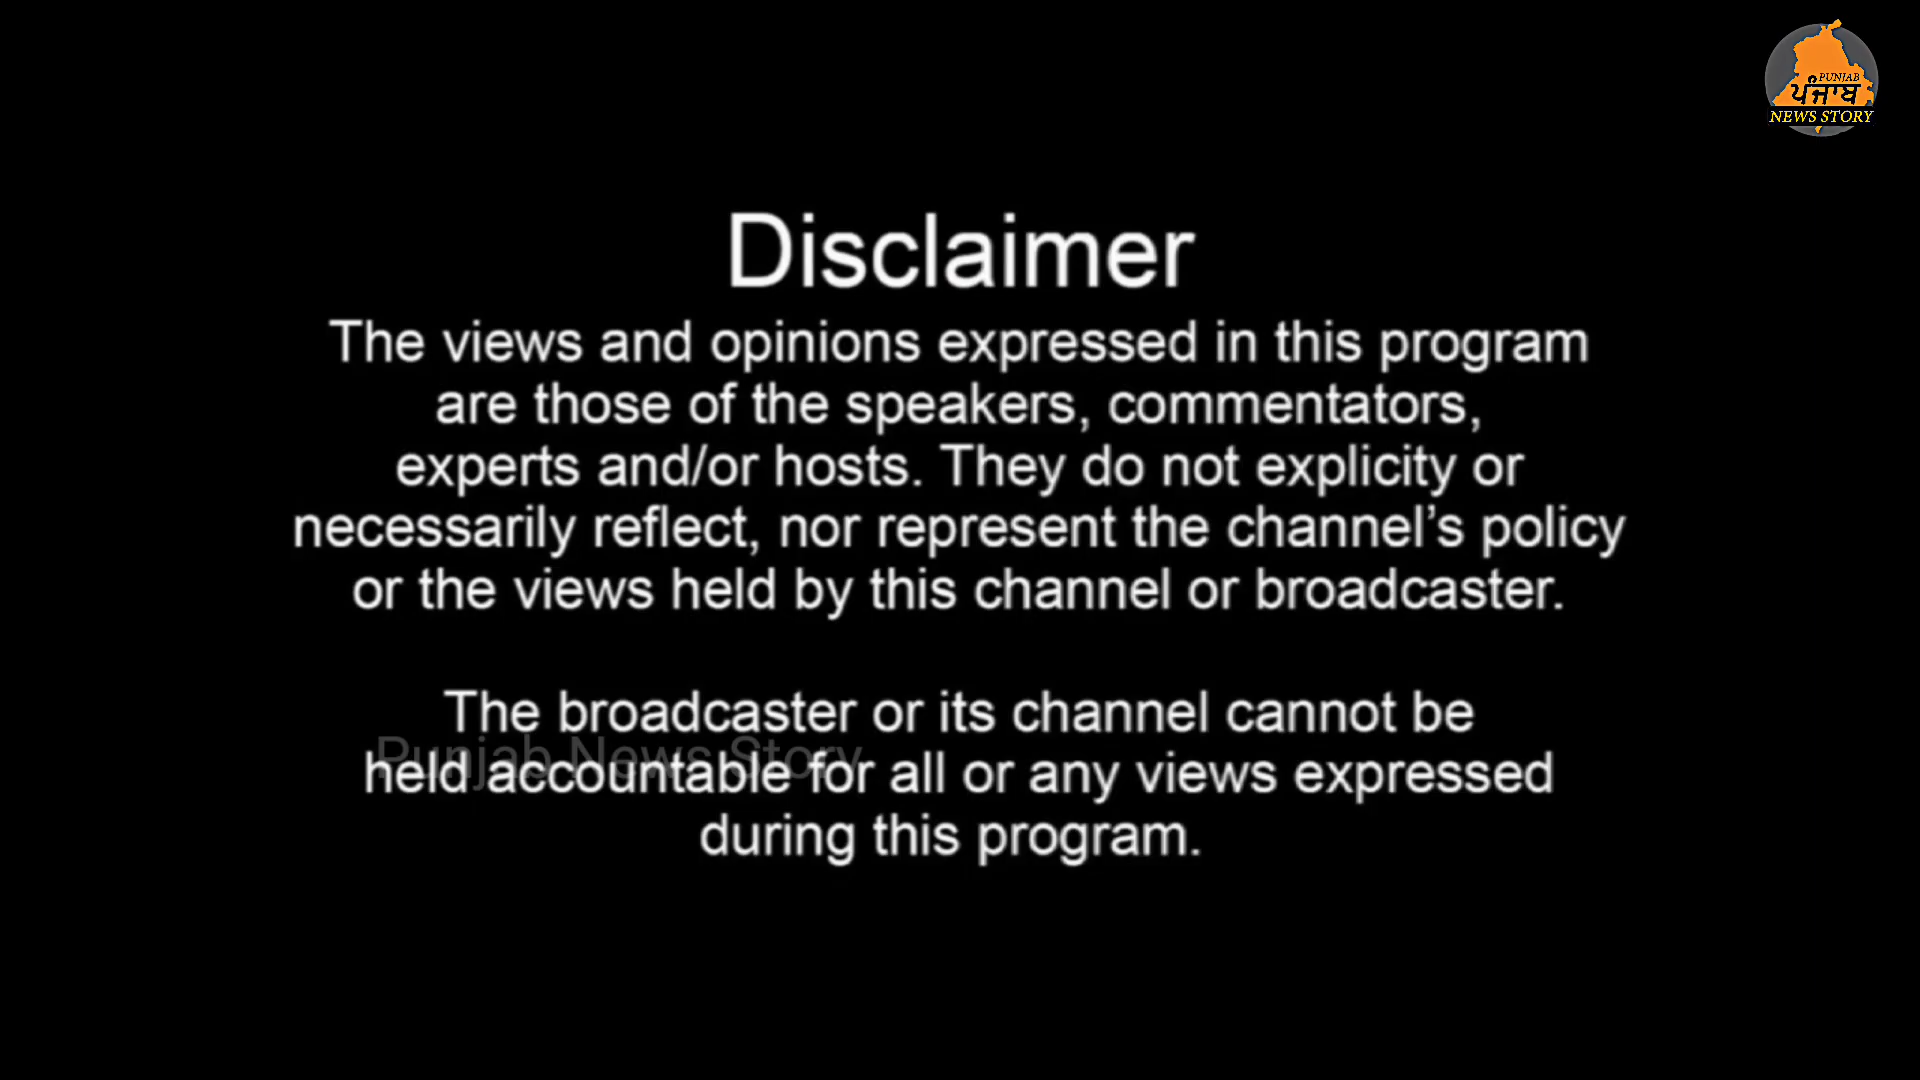 PUNJAB
ਪੰਜਾਬ
NEWS STORY
Disclaimer
The views and opinions expressed in this program
are those of the speakers, commentators,
experts and/or hosts. They do not explicity or
necessarily reflect, nor represent the channel’s policy
or the views held by this channel or broadcaster.
The broadcaster or its channel cannot be
Punjab News Story
held accountable for all or any views expressed
during this program.